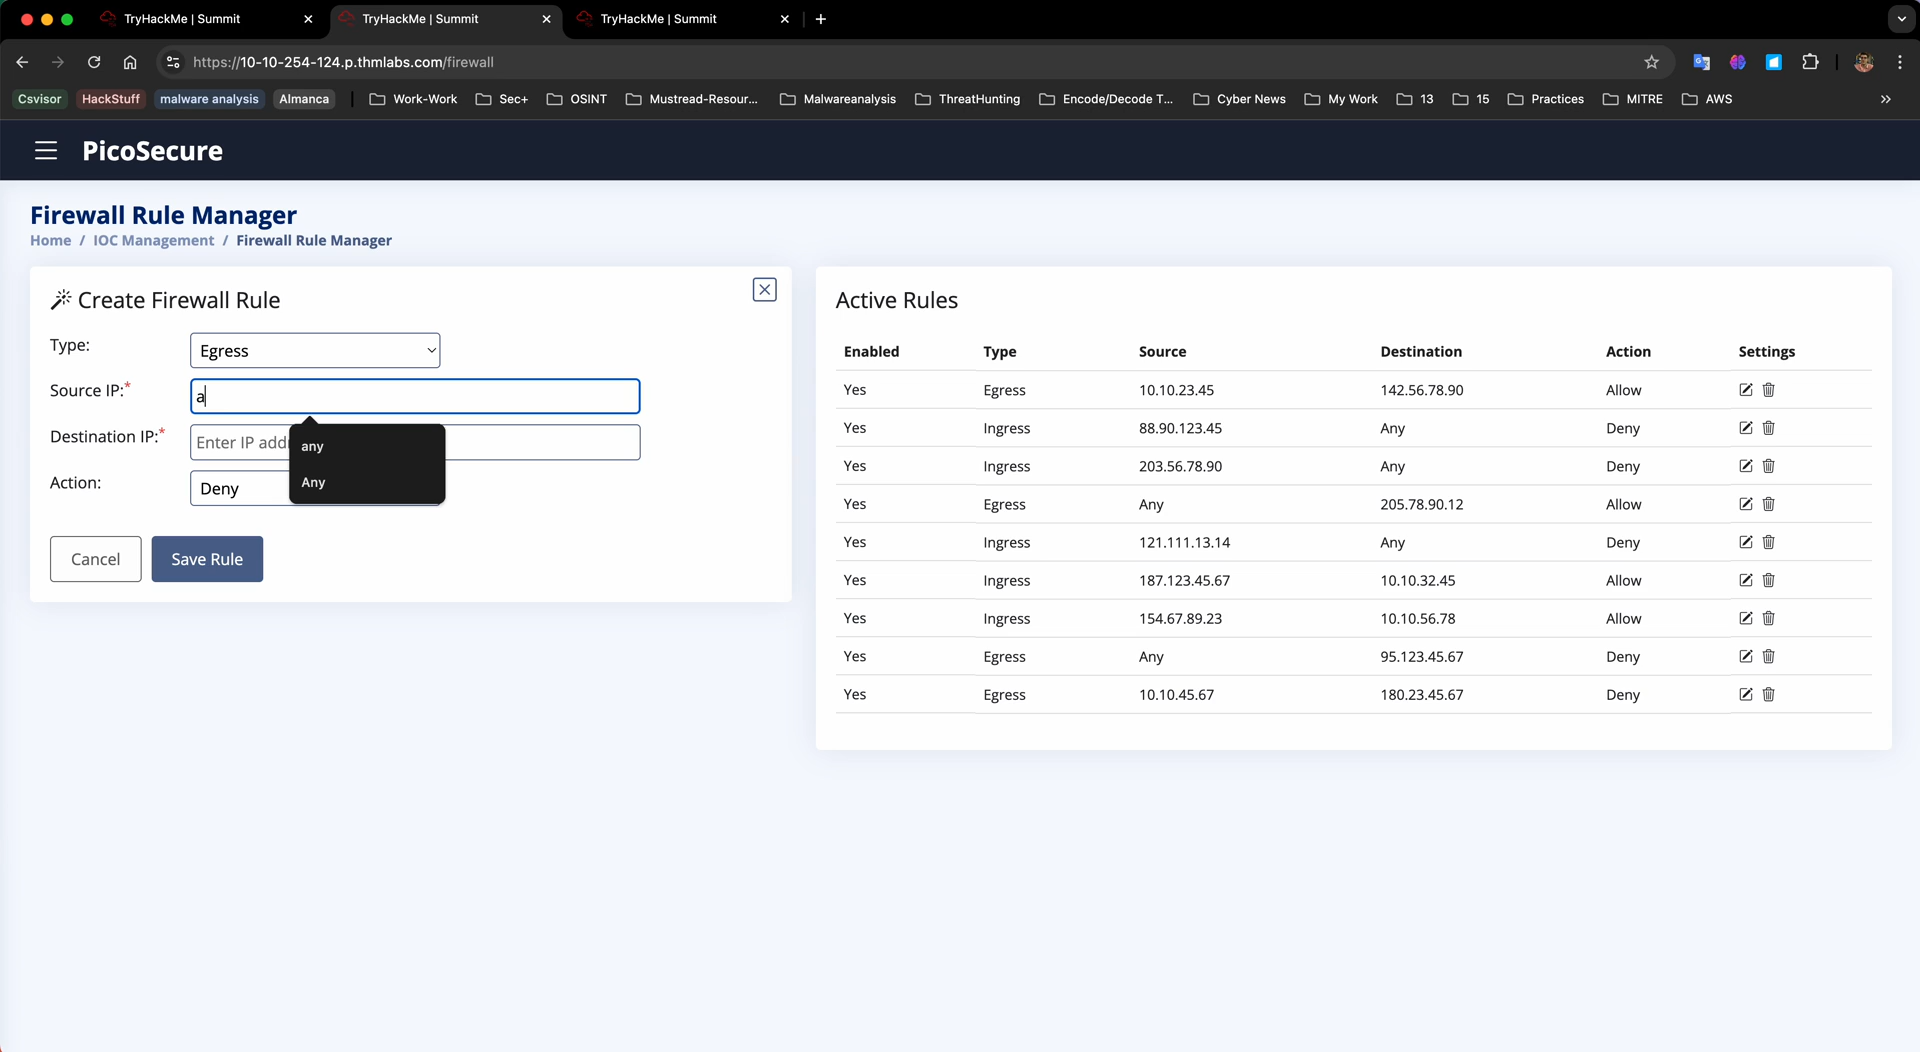 TryHackMe | Summit
TryHackMe | Summit
TryHackMe | Summit
https://10-10-254-124.p.thmlabs.com/firewall
Csvisor HackStuff malware analysis Almanca Work-Work Sec+ OSINT Mustread-Resour... Malwareanalysis ThreatHunting Encode/Decode T... Cyber News My Work 13 15 Practices MITRE AWS
PicoSecure
Firewall Rule Manager
Home / IOC Management / Firewall Rule Manager
Create Firewall Rule
Type:
Egress
Source IP:*
a
Destination IP:*
Enter IP add
any
Any
Action:
Deny
Cancel
Save Rule
Active Rules
Enabled Type Source Destination Action Settings
Yes Egress 10.10.23.45 142.56.78.90 Allow
Yes Ingress 88.90.123.45 Any Deny
Yes Ingress 203.56.78.90 Any Deny
Yes Egress Any 205.78.90.12 Allow
Yes Ingress 121.111.13.14 Any Deny
Yes Ingress 187.123.45.67 10.10.32.45 Allow
Yes Ingress 154.67.89.23 10.10.56.78 Allow
Yes Egress Any 95.123.45.67 Deny
Yes Egress 10.10.45.67 180.23.45.67 Deny